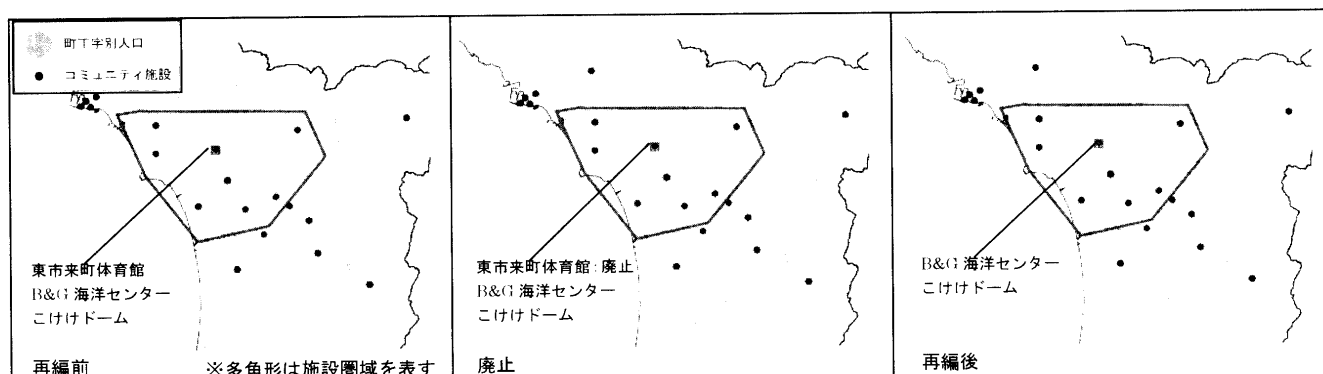 町丁字別人口
コミュニティ施設
東市来町体育館
B&G 海洋センター
こけけドーム
再編前
※多角形は施設圏域を表す
東市来町体育館：廃止
B&G 海洋センター
こけけドーム
廃止
B&G 海洋センター
こけけドーム
再編後